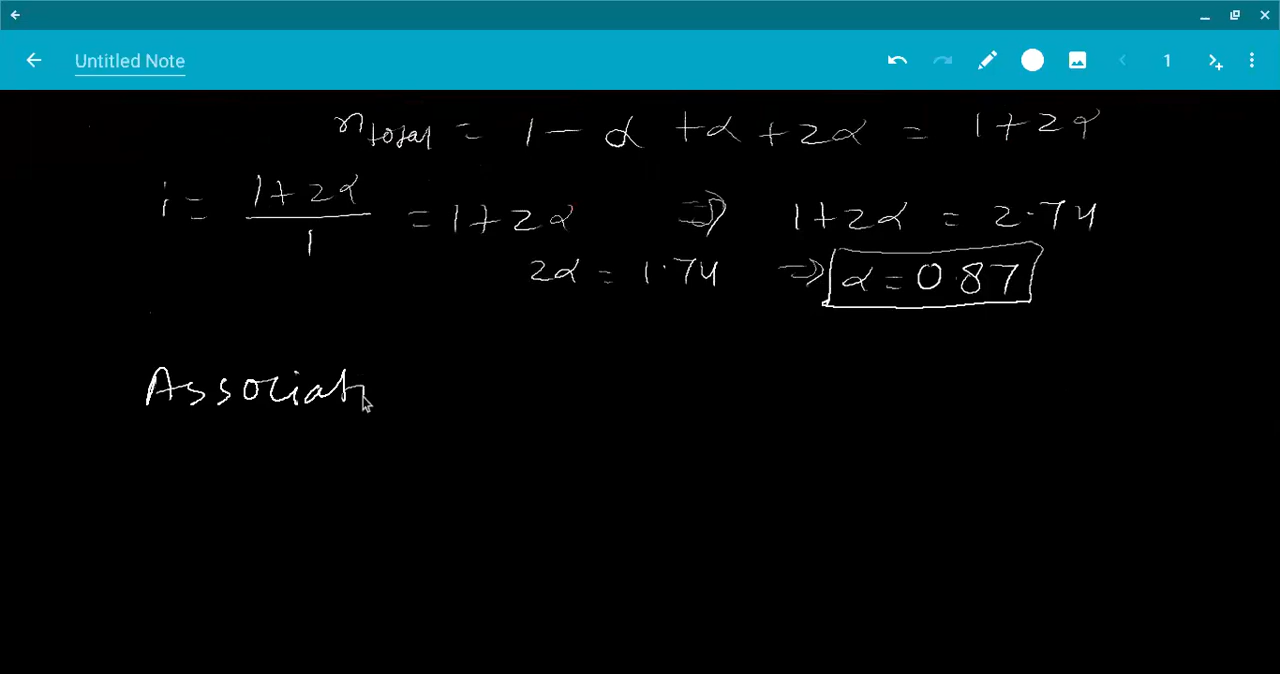 Untitled Note
1
n total = 1 - α + α + 2α = 1 + 2α
i = (1 + 2α)/1 = 1 + 2α ⇒ 1 + 2α = 2.74
2α = 1.74 ⇒ α = 0.87
Associat